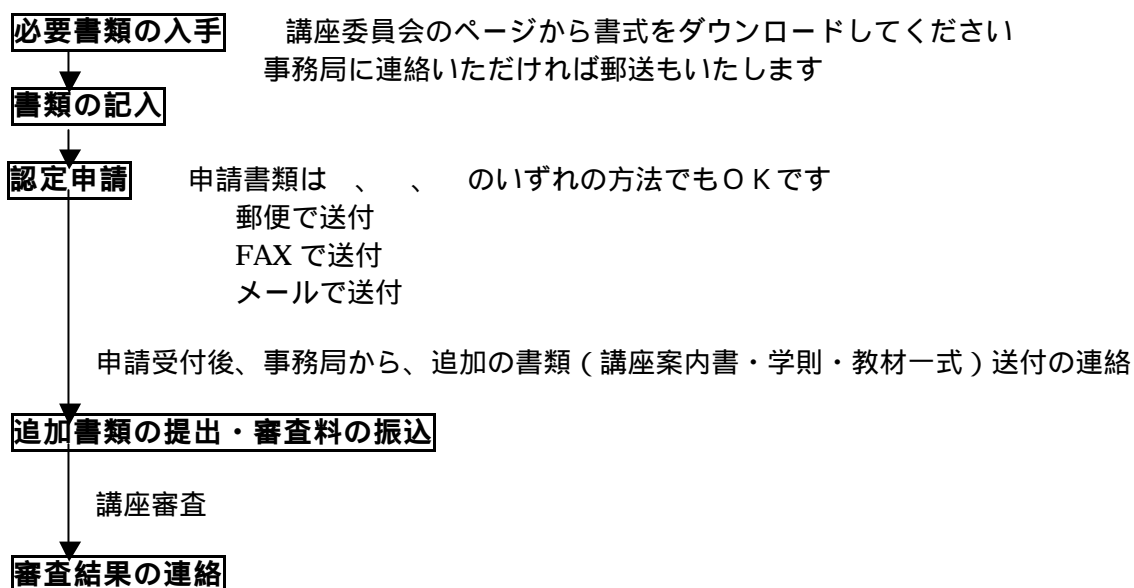 必要書類の入手　　講座委員会のページから書式をダウンロードしてください
事務局に連絡いただければ郵送もいたします
書類の記入
認定申請　　申請書類は　、　、　のいずれの方法でもＯＫです
郵便で送付
FAX で送付
メールで送付
申請受付後、事務局から、追加の書類（講座案内書・学則・教材一式）送付の連絡
追加書類の提出・審査料の振込
講座審査
審査結果の連絡